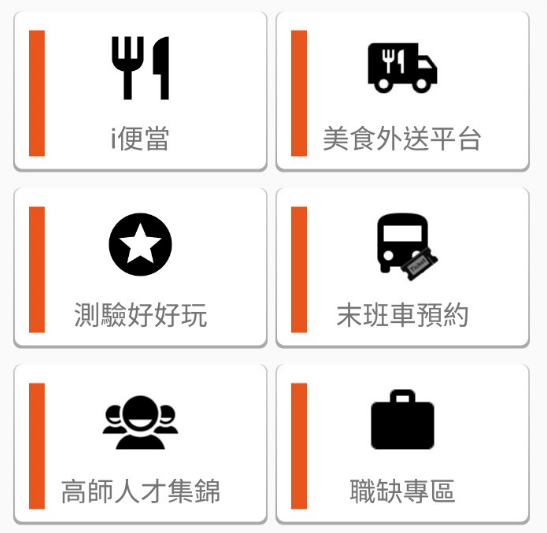 i便當
美食外送平台
測驗好好玩
末班車預約
高師人才集錦
職缺專區